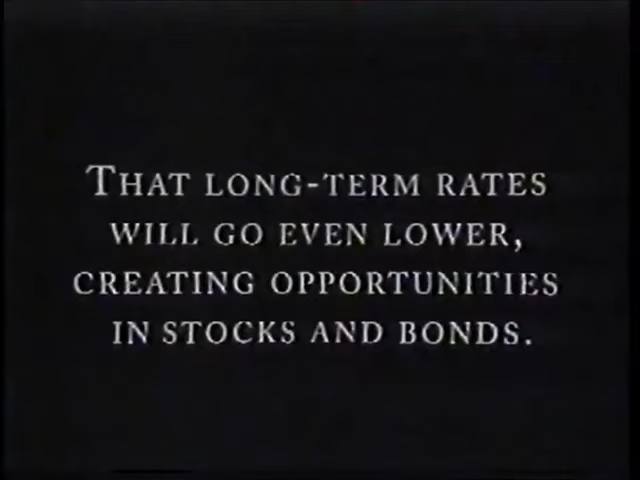 THAT LONG-TERM RATES
WILL GO EVEN LOWER,
CREATING OPPORTUNITIES
IN STOCKS AND BONDS.